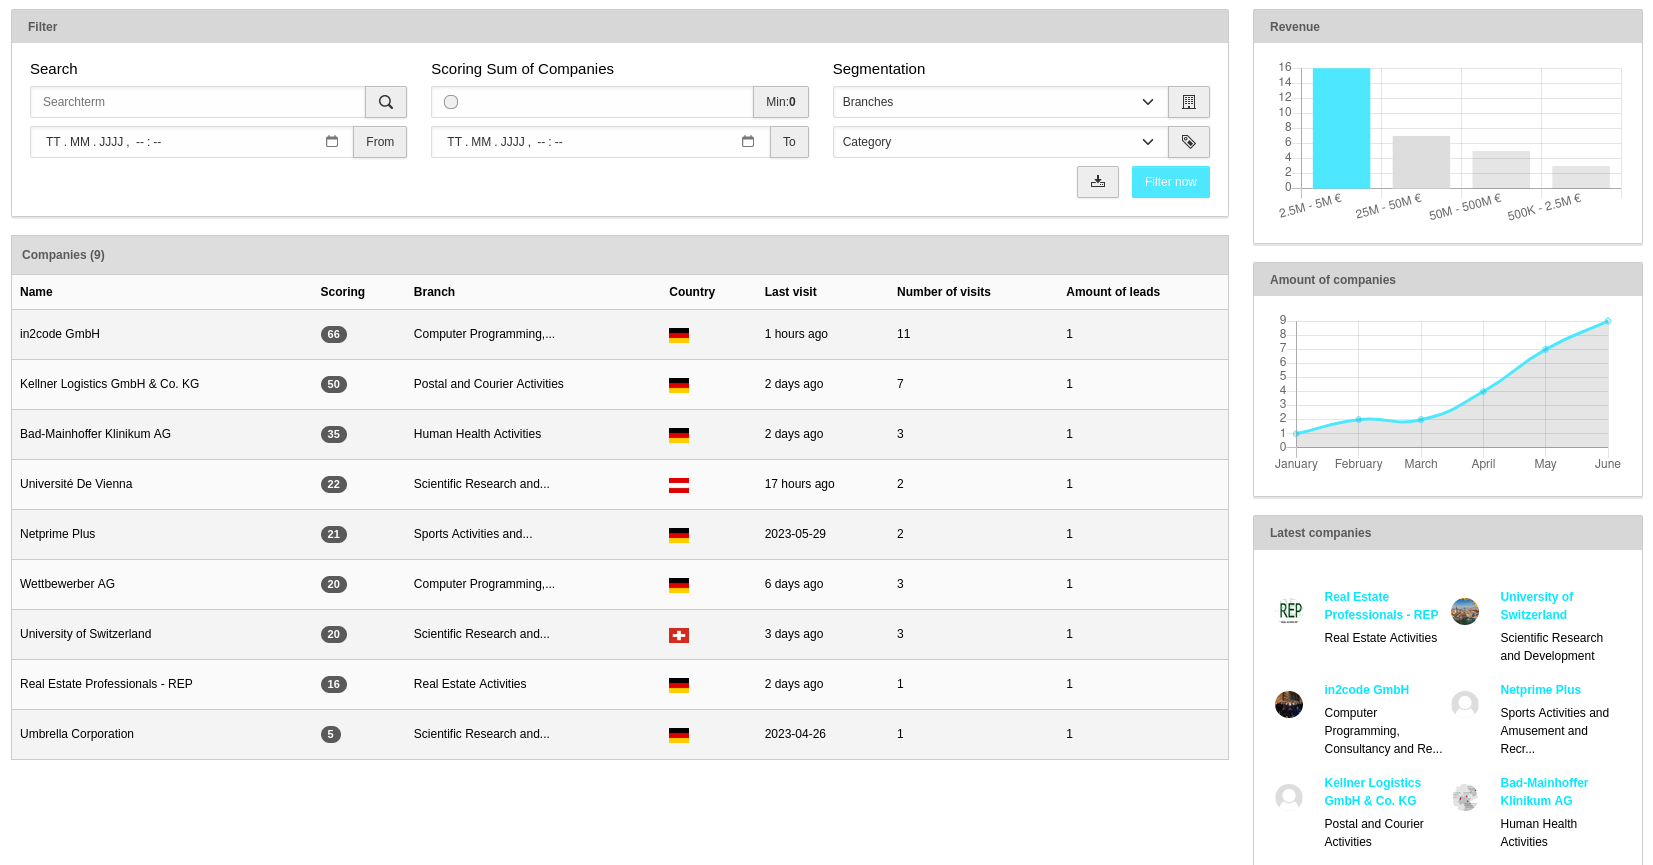 Filter
Search
Scoring Sum of Companies
Segmentation
Searchterm
Min:0
Branches
TT . MM . JJJJ ,  -- : --
From
TT . MM . JJJJ ,  -- : --
To
Category
Filter now
Companies (9)
Name Scoring Branch Country Last visit Number of visits Amount of leads
in2code GmbH 66 Computer Programming,... 1 hours ago 11 1
Kellner Logistics GmbH & Co. KG 50 Postal and Courier Activities 2 days ago 7 1
Bad-Mainhoffer Klinikum AG 35 Human Health Activities 2 days ago 3 1
Université De Vienna 22 Scientific Research and... 17 hours ago 2 1
Netprime Plus 21 Sports Activities and... 2023-05-29 2 1
Wettbewerber AG 20 Computer Programming,... 6 days ago 3 1
University of Switzerland 20 Scientific Research and... 3 days ago 3 1
Real Estate Professionals - REP 16 Real Estate Activities 2 days ago 1 1
Umbrella Corporation 5 Scientific Research and... 2023-04-26 1 1
Revenue
16
14
12
10
8
6
4
2
0
2.5M - 5M € 25M - 50M € 50M - 500M € 500K - 2.5M €
Amount of companies
9
8
7
6
5
4
3
2
1
0
January February March April May June
Latest companies
REP
Real Estate
Professionals - REP
Real Estate Activities
University of
Switzerland
Scientific Research
and Development
in2code GmbH
Computer
Programming,
Consultancy and Re...
Netprime Plus
Sports Activities and
Amusement and
Recr...
Kellner Logistics
GmbH & Co. KG
Postal and Courier
Activities
Bad-Mainhoffer
Klinikum AG
Human Health
Activities